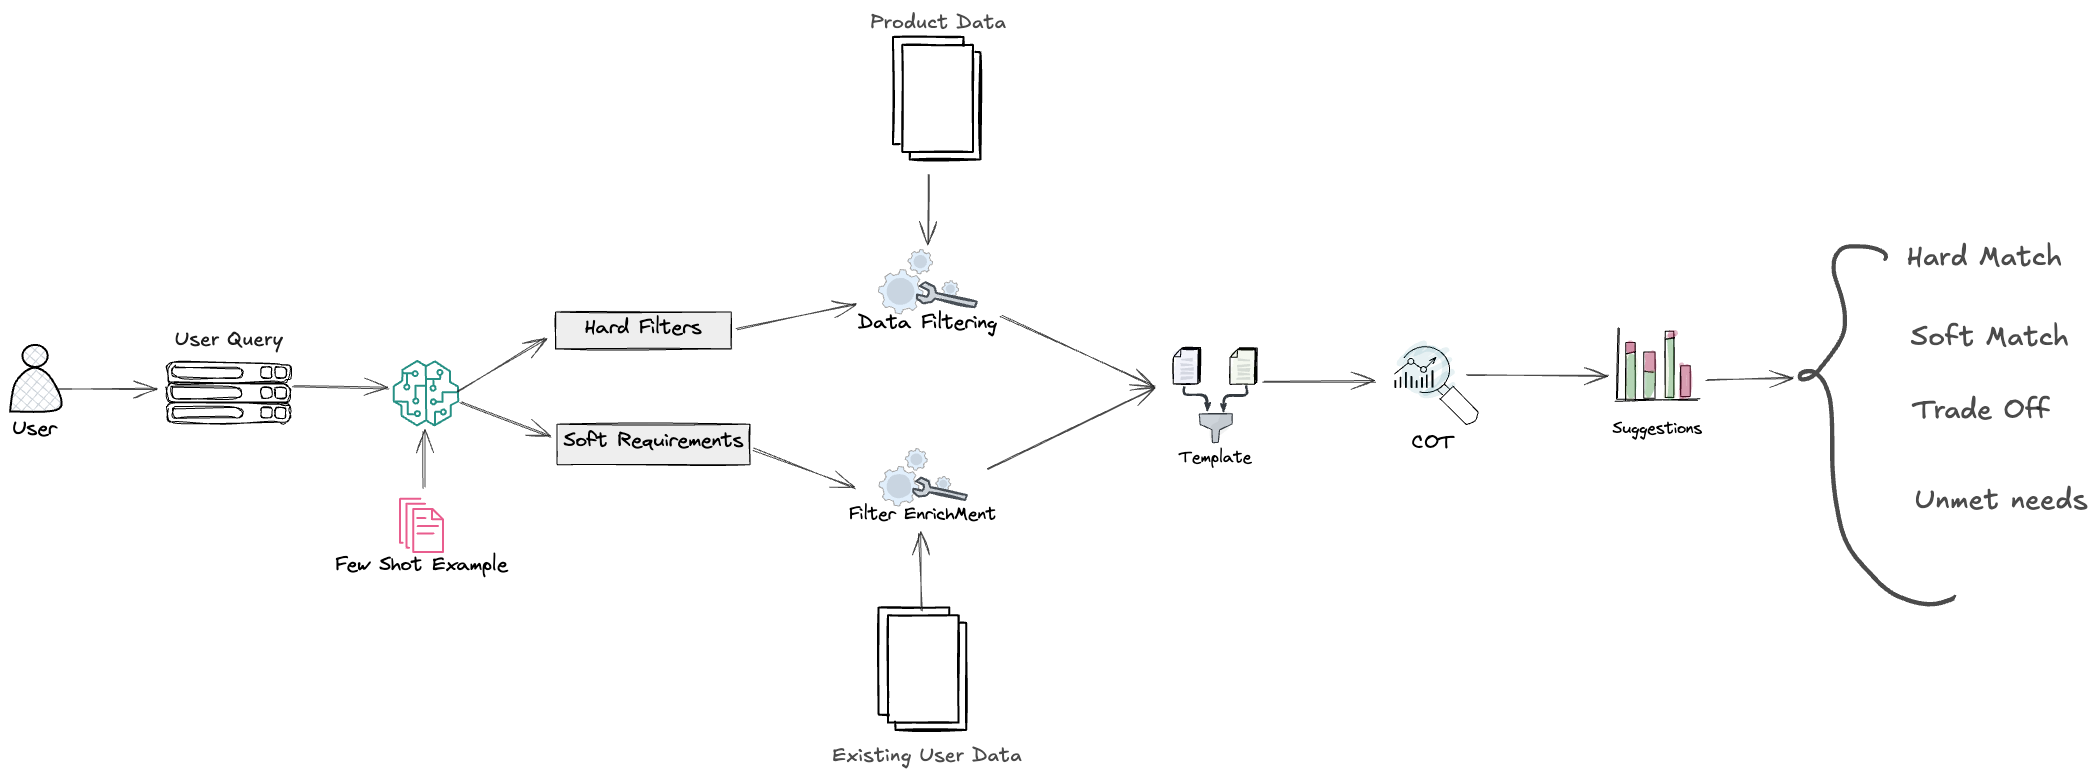 Product Data
User Query
User
Few Shot Example
Hard Filters
Soft Requirements
Data Filtering
Filter EnrichMent
Existing User Data
Template
COT
Suggestions
Hard Match
Soft Match
Trade Off
Unmet needs